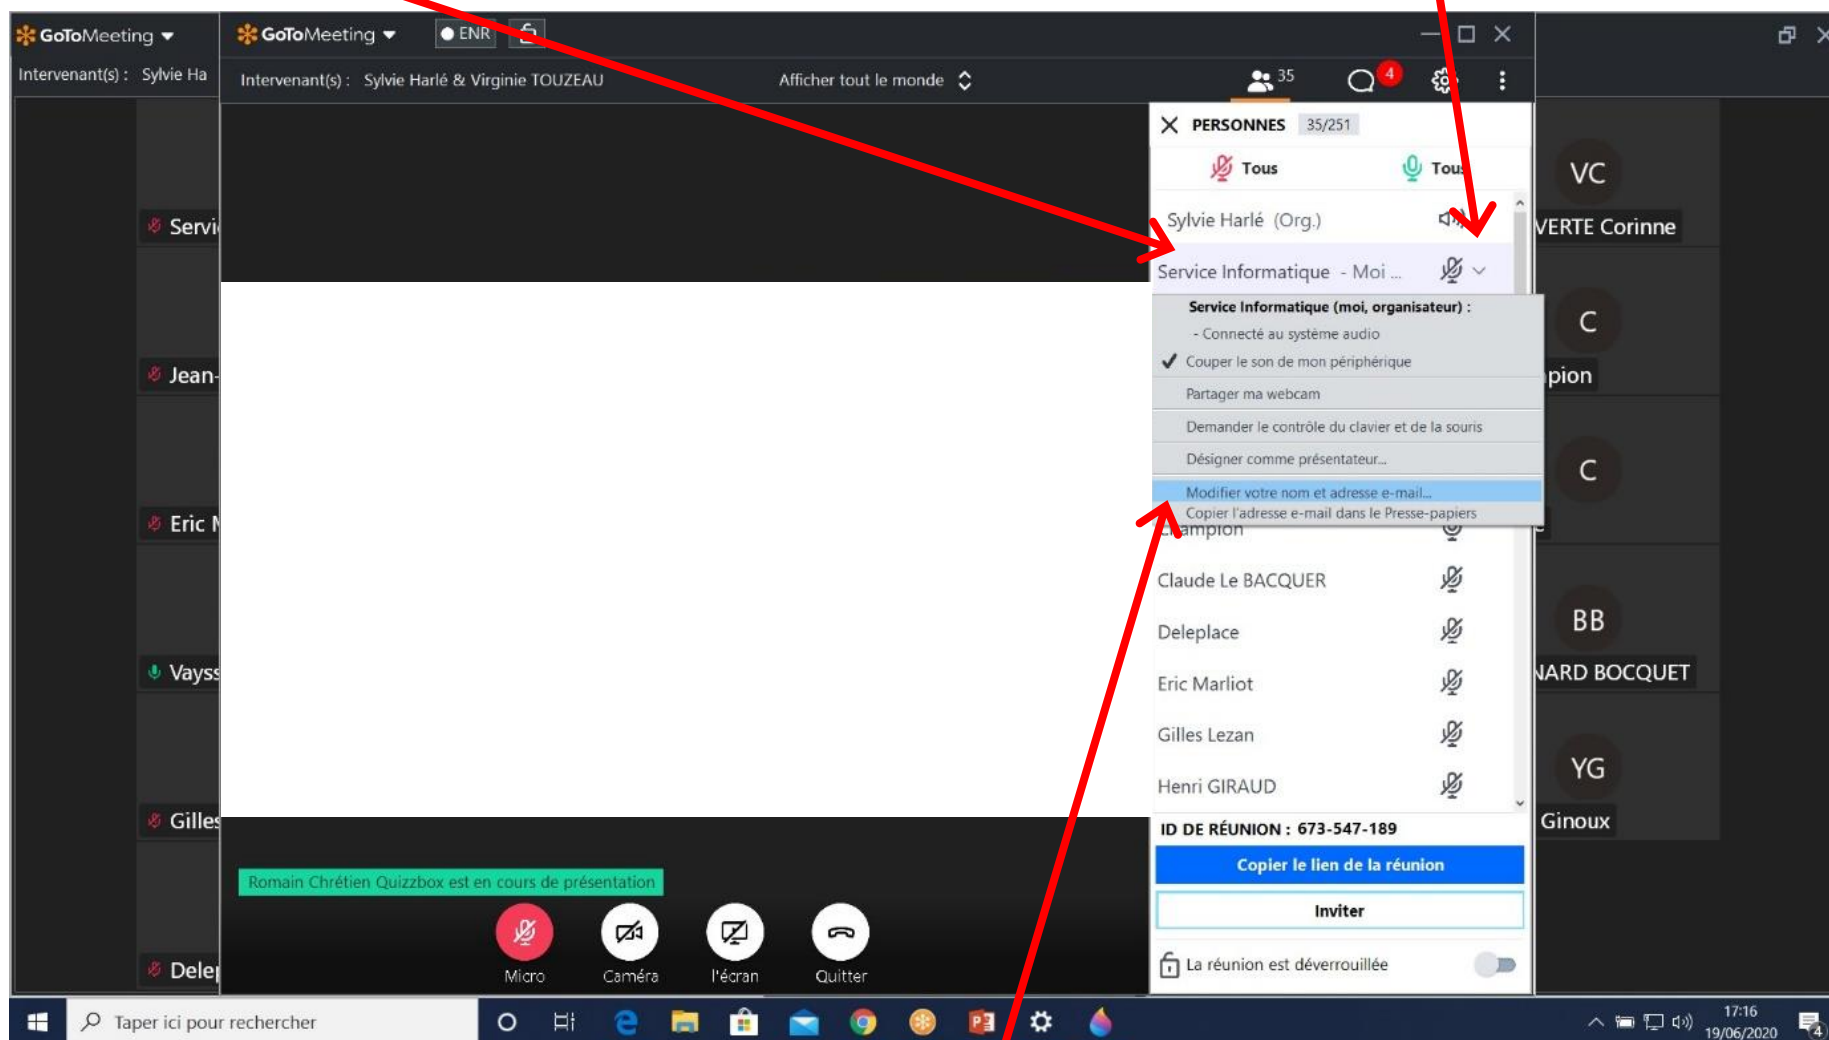 GoToMeeting
Intervenant(s) : Sylvie Ha
GoToMeeting
ENR
Intervenant(s) : Sylvie Harlé & Virginie TOUZEAU
Afficher tout le monde
35
4
PERSONNES 35/251
Tous
Tous
Sylvie Harlé (Org.)
Service Informatique - Moi ...
Service Informatique (moi, organisateur) :
- Connecté au système audio
Couper le son de mon périphérique
Partager ma webcam
Demander le contrôle du clavier et de la souris
Désigner comme présentateur...
Modifier votre nom et adresse e-mail...
Copier l'adresse e-mail dans le Presse-papiers
Champion
Claude Le BACQUER
Deleplace
Eric Marliot
Gilles Lezan
Henri GIRAUD
ID DE RÉUNION : 673-547-189
Copier le lien de la réunion
Inviter
La réunion est déverrouillée
Servi
Jean-
Eric M
Vayss
Gilles
Delep
VC
VERTE Corinne
C
pion
C
BB
NARD BOCQUET
YG
Ginoux
Romain Chrétien Quizzbox est en cours de présentation
Micro
Caméra
l'écran
Quitter
Taper ici pour rechercher
17:16
19/06/2020
4